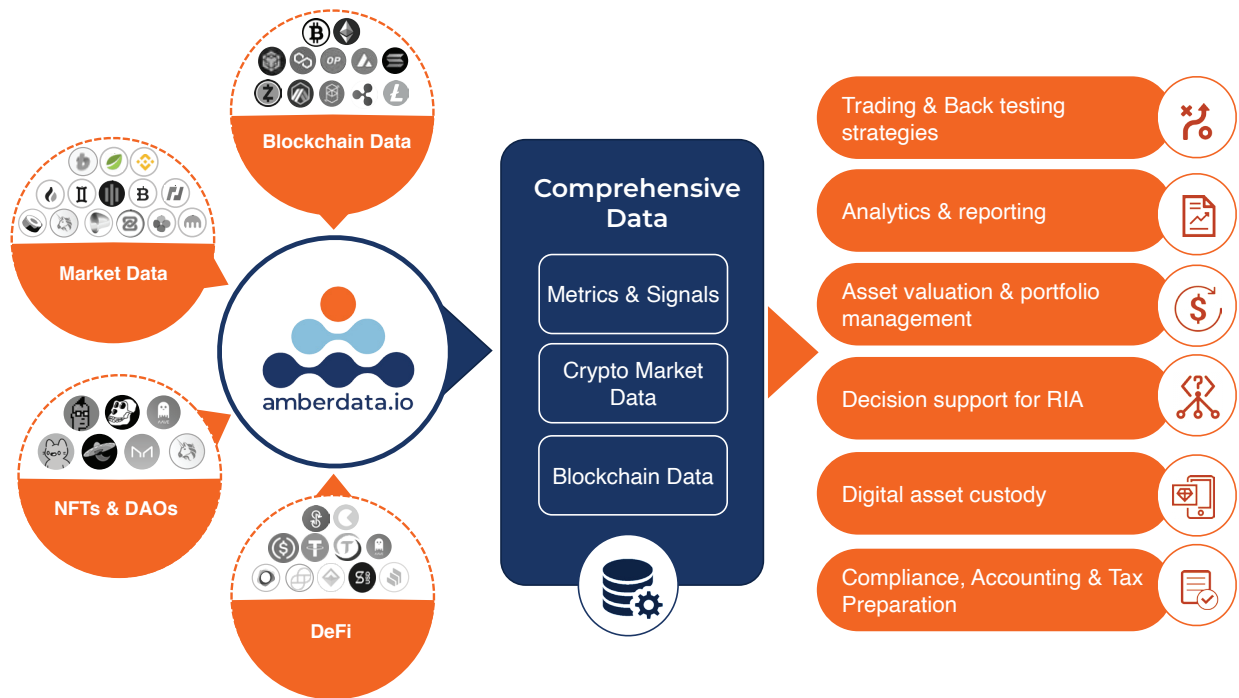 Blockchain Data
Market Data
NFTs & DAOs
DeFi
OP
amberdata.io
Comprehensive
Data
Metrics & Signals
Crypto Market
Data
Blockchain Data
Trading & Back testing
strategies
Analytics & reporting
Asset valuation & portfolio
management
Decision support for RIA
Digital asset custody
Compliance, Accounting & Tax
Preparation